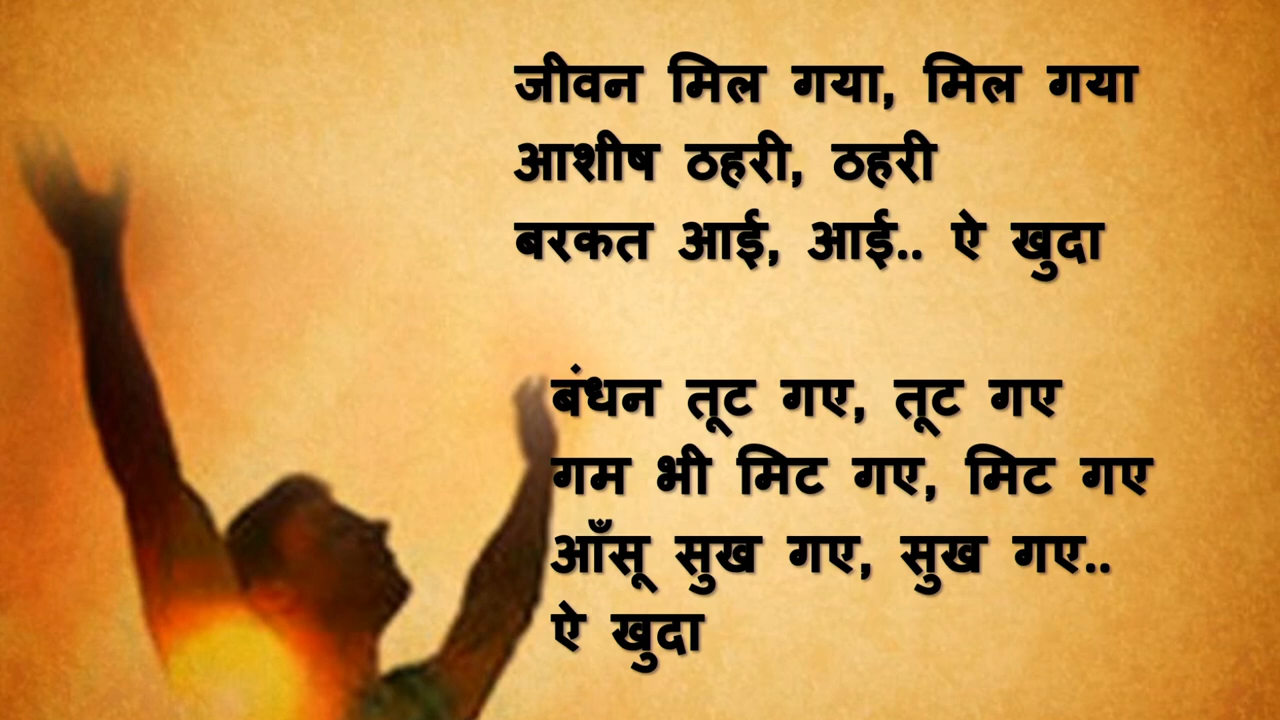 जीवन मिल गया, मिल गया
आशीष ठहरी, ठहरी
बरकत आई, आई.. ऐ खुदा
बंधन तूट गए, तूट गए
गम भी मिट गए, मिट गए
आँसू सुख गए, सुख गए..
ऐ खुदा